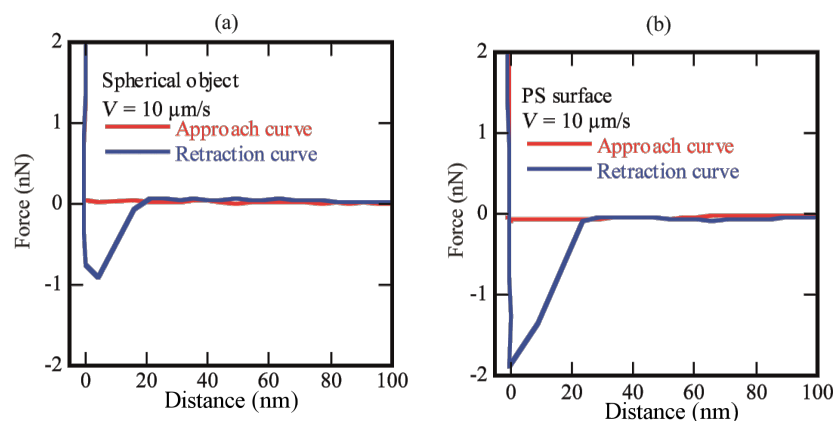 (a)
2
1
0
-1
-2
Force (nN)
Spherical object
V = 10 µm/s
Approach curve
Retraction curve
0 20 40 60 80 100
Distance (nm)
(b)
2
1
0
-1
-2
Force (nN)
PS surface
V = 10 µm/s
Approach curve
Retraction curve
0 20 40 60 80 100
Distance (nm)